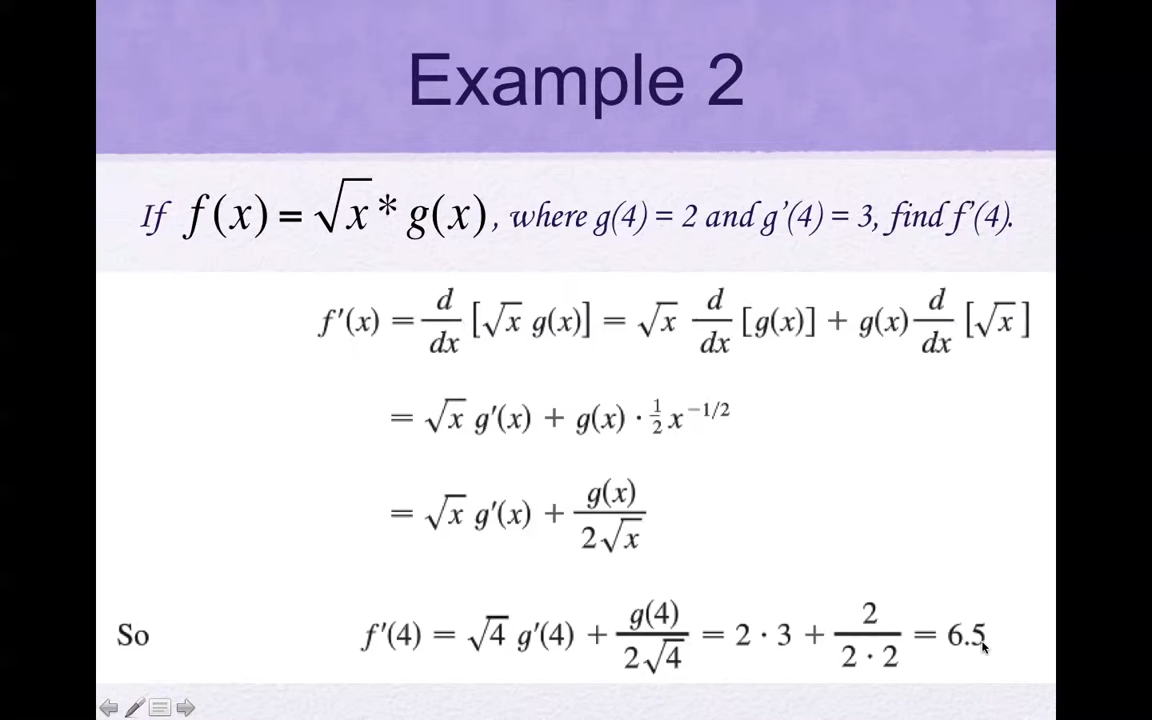 Example 2
If f(x) = √x * g(x), where g(4) = 2 and g'(4) = 3, find f'(4).
f'(x) = d/dx [√x g(x)] = √x d/dx [g(x)] + g(x) d/dx [√x]
= √x g'(x) + g(x) · ½ x^(−1/2)
= √x g'(x) + g(x)/(2√x)
So f'(4) = √4 g'(4) + g(4)/(2√4) = 2 · 3 + 2/(2 · 2) = 6.5